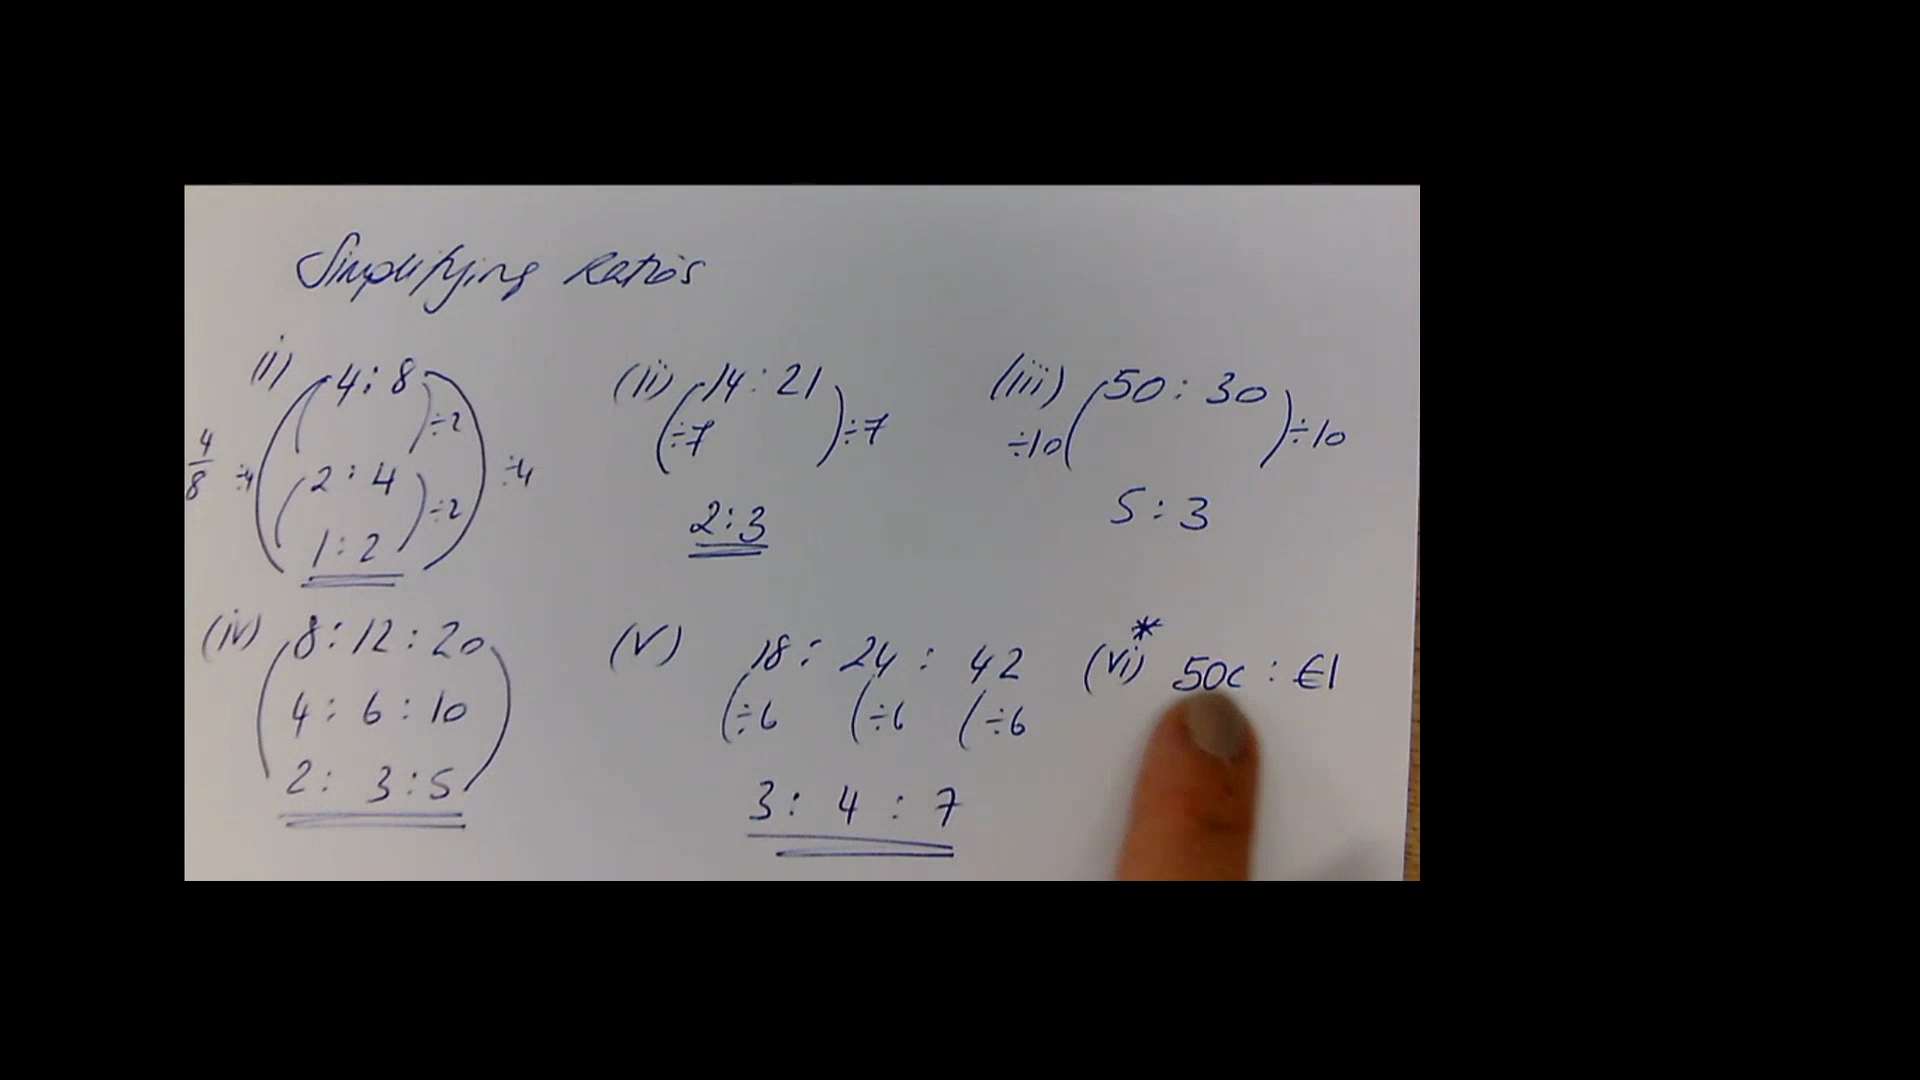 Simplifying Ratios
(i) 4 : 8
÷2
4/8 ÷4 ÷4
2 : 4
÷2
1 : 2
(ii) 14 : 21
÷7 ÷7
2 : 3
(iii) 50 : 30
÷10 ÷10
5 : 3
(iv) 8 : 12 : 20
4 : 6 : 10
2 : 3 : 5
(v) 18 : 24 : 42
÷6 ÷6 ÷6
3 : 4 : 7
*
(vi) 50c : €1